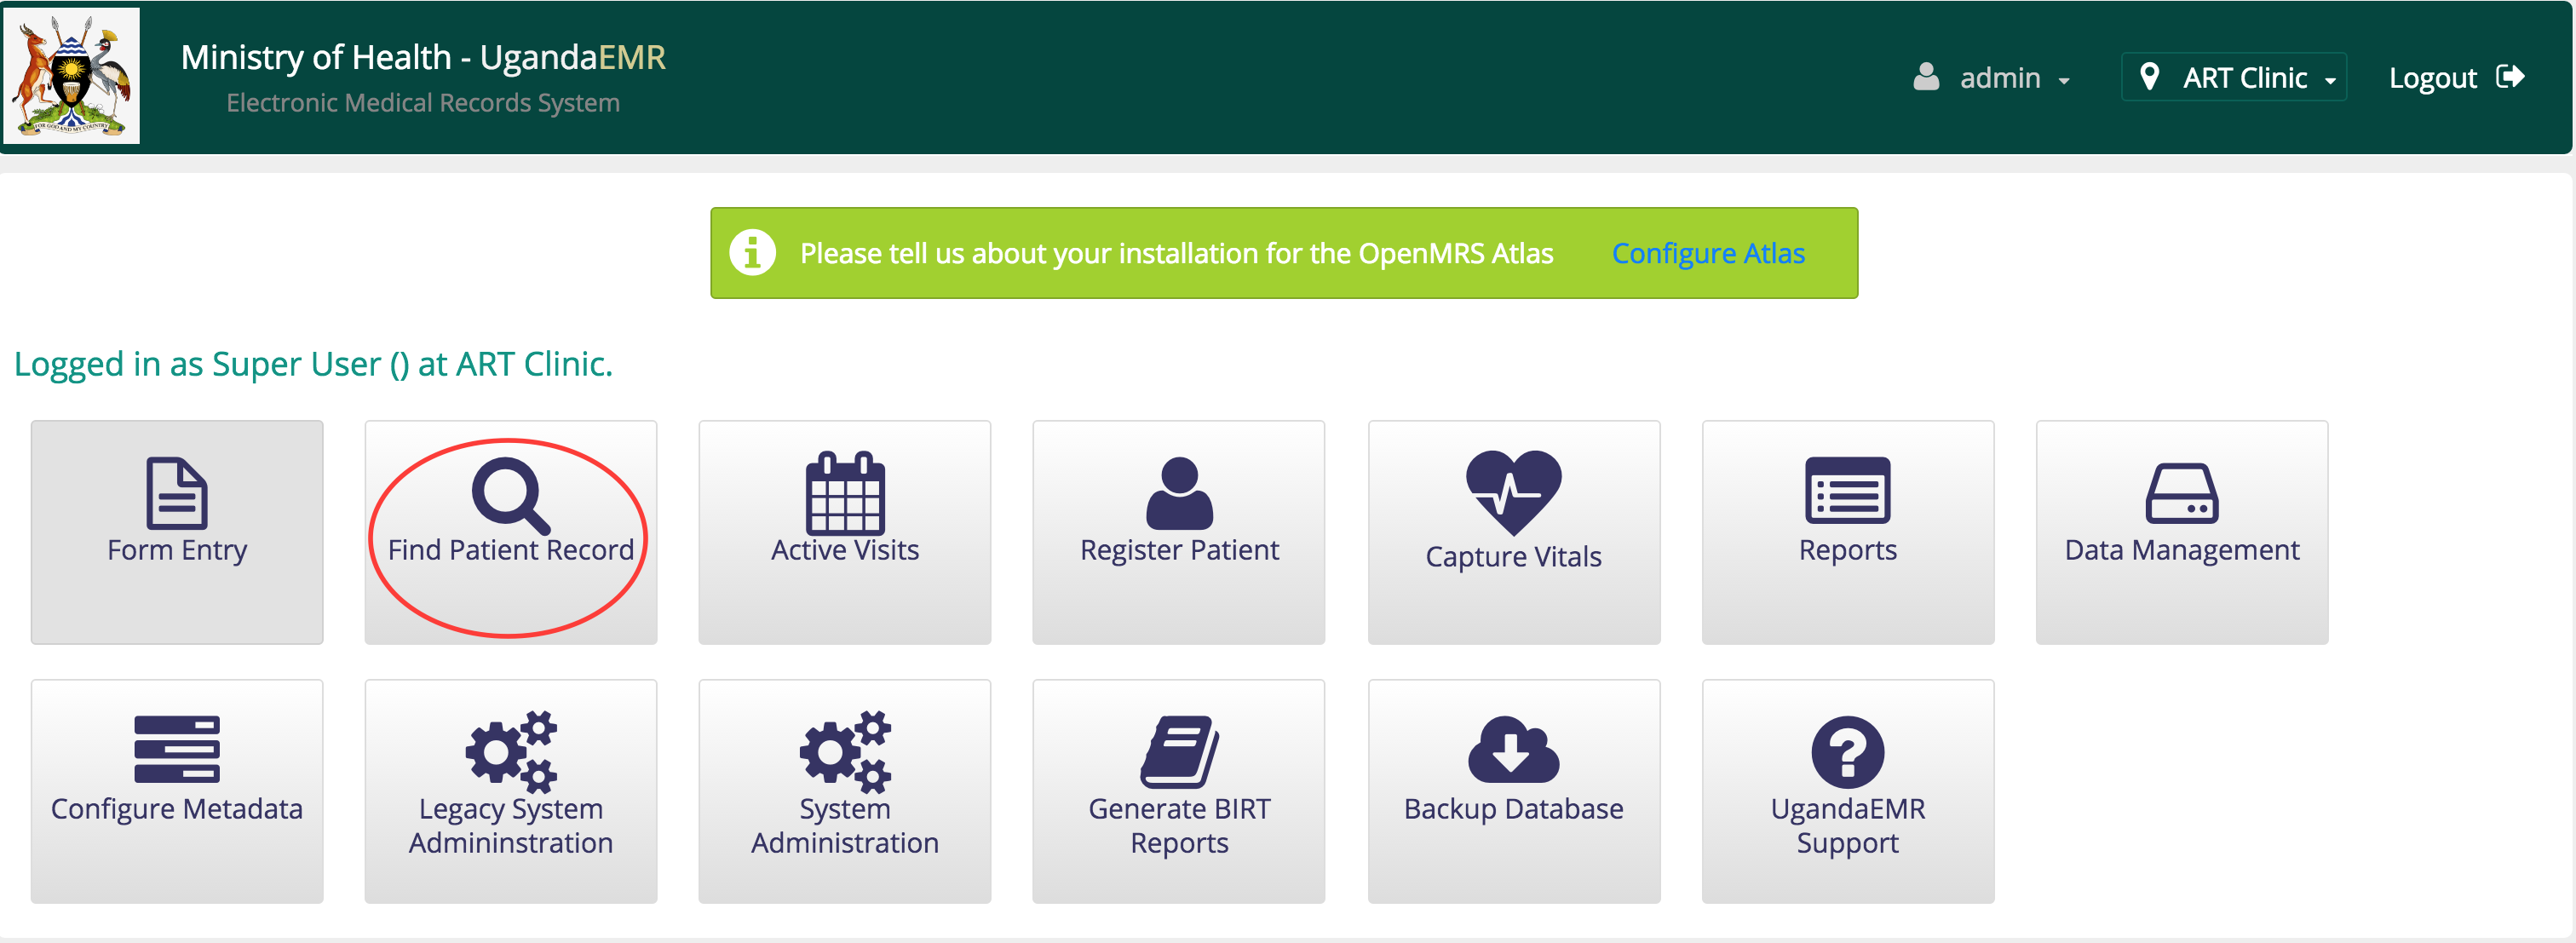 Ministry of Health - UgandaEMR
Electronic Medical Records System
admin
ART Clinic
Logout
FOR GOD AND MY COUNTRY
Please tell us about your installation for the OpenMRS Atlas
Configure Atlas
Logged in as Super User () at ART Clinic.
Form Entry
Find Patient Record
Active Visits
Register Patient
Capture Vitals
Reports
Data Management
Configure Metadata
Legacy System
Admininstration
System
Administration
Generate BIRT
Reports
Backup Database
UgandaEMR
Support